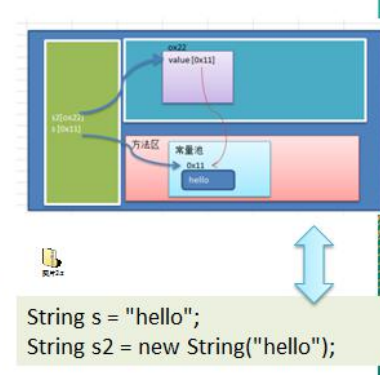 0x22
value [0x11]
s2[0x22]
s [0x11]
方法区
常量池
0x11
hello
String s = "hello";
String s2 = new String("hello");